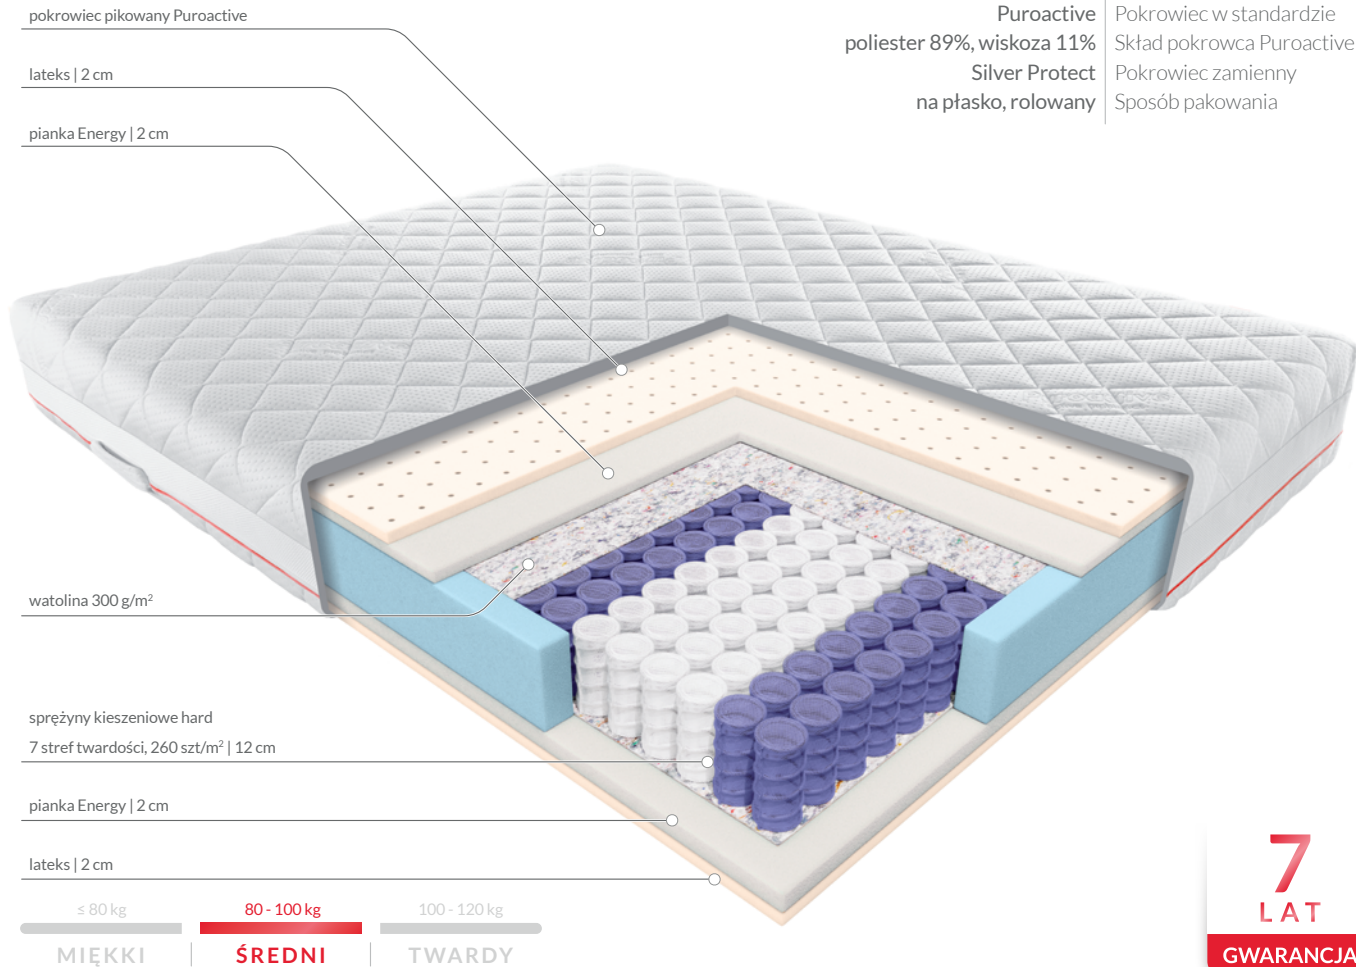 pokrowiec pikowany Puroactive
lateks | 2 cm
pianka Energy | 2 cm
Puroactive | Pokrowiec w standardzie
poliester 89%, wiskoza 11% | Skład pokrowca Puroactive
Silver Protect | Pokrowiec zamienny
na płasko, rolowany | Sposób pakowania
watolina 300 g/m²
sprężyny kieszeniowe hard
7 stref twardości, 260 szt/m² | 12 cm
pianka Energy | 2 cm
lateks | 2 cm
≤ 80 kg 80 - 100 kg 100 - 120 kg
MIĘKKI | ŚREDNI | TWARDY
7
LAT
GWARANCJA